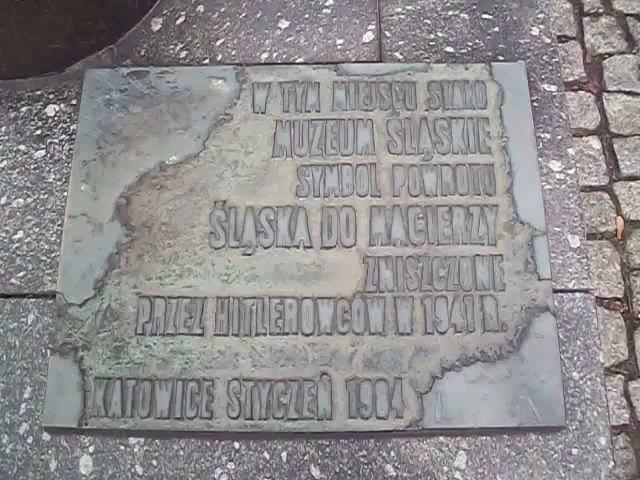 W TYM MIEJSCU STAŁO
MUZEUM ŚLĄSKIE
SYMBOL POWROTU
ŚLĄSKA DO MACIERZY
ZNISZCZONE
PRZEZ HITLEROWCÓW W 1941 R.
KATOWICE STYCZEŃ 1984